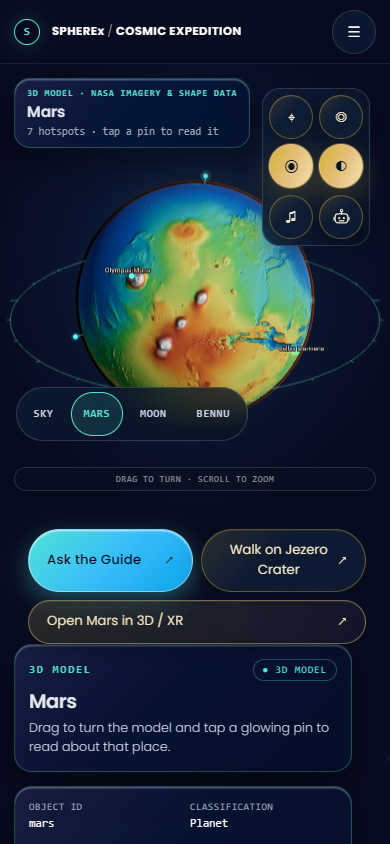 S SPHEREx / COSMIC EXPEDITION
3D MODEL · NASA IMAGERY & SHAPE DATA
Mars
7 hotspots · tap a pin to read it
Olympus Mons
Valles Marineris
SKY MARS MOON BENNU
DRAG TO TURN · SCROLL TO ZOOM
Ask the Guide ↗
Walk on Jezero
Crater ↗
Open Mars in 3D / XR ↗
3D MODEL
3D MODEL
Mars
Drag to turn the model and tap a glowing pin to
read about that place.
OBJECT ID CLASSIFICATION
mars Planet